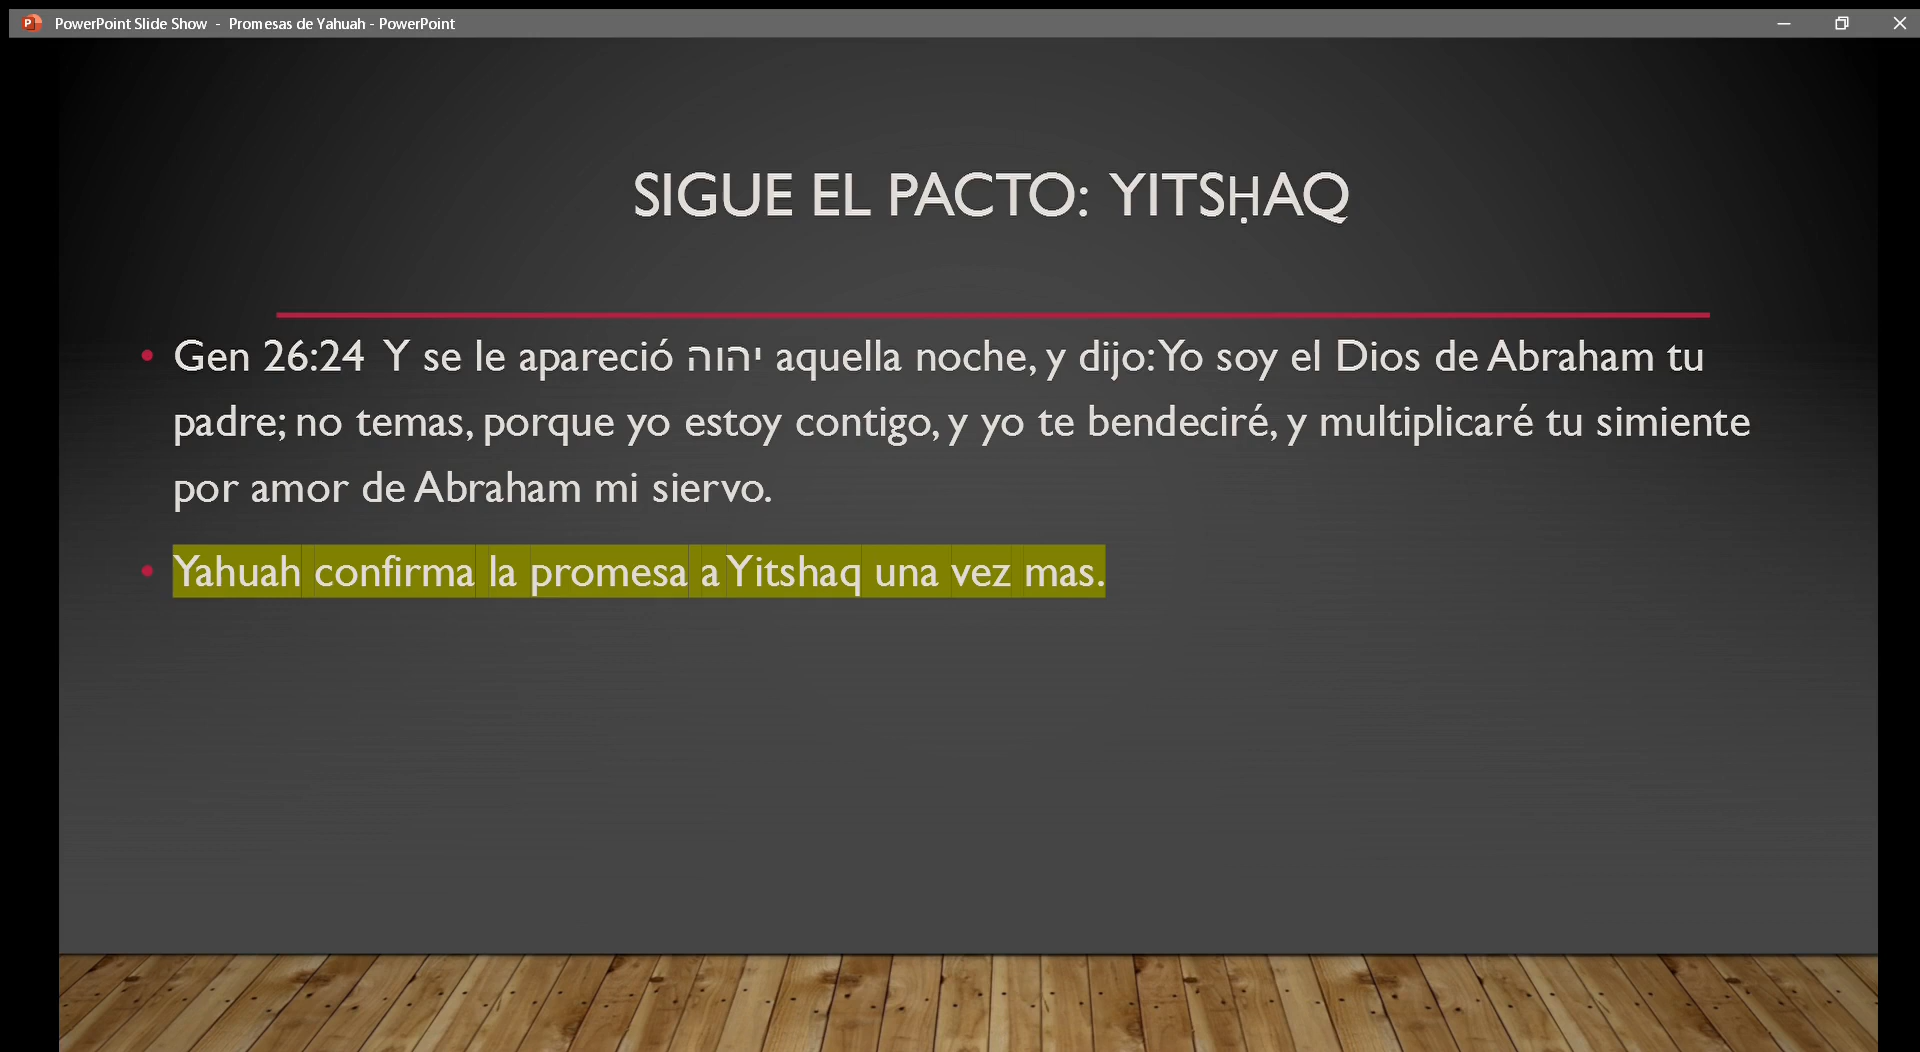 PowerPoint Slide Show - Promesas de Yahuah - PowerPoint
SIGUE EL PACTO: YITSḤAQ
• Gen 26:24 Y se le apareció יהוה aquella noche, y dijo: Yo soy el Dios de Abraham tu
padre; no temas, porque yo estoy contigo, y yo te bendeciré, y multiplicaré tu simiente
por amor de Abraham mi siervo.
• Yahuah confirma la promesa a Yitshaq una vez mas.